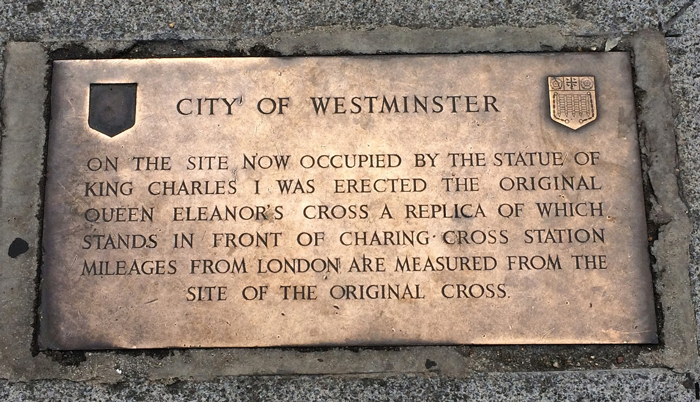 CITY OF WESTMINSTER
ON THE SITE NOW OCCUPIED BY THE STATUE OF
KING CHARLES I WAS ERECTED THE ORIGINAL
QUEEN ELEANOR'S CROSS A REPLICA OF WHICH
STANDS IN FRONT OF CHARING CROSS STATION
MILEAGES FROM LONDON ARE MEASURED FROM THE
SITE OF THE ORIGINAL CROSS.